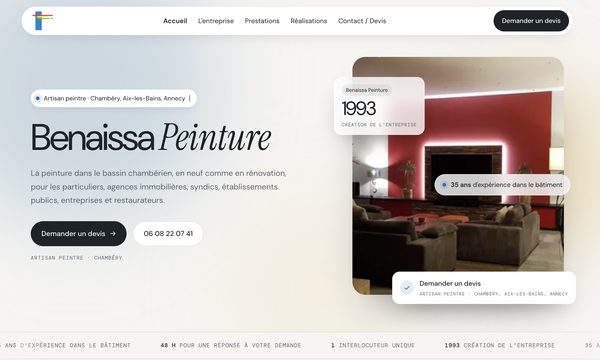 Accueil
L'entreprise
Prestations
Réalisations
Contact / Devis
Demander un devis
Artisan peintre · Chambéry, Aix-les-Bains, Annecy
Benaissa Peinture
La peinture dans le bassin chambérien, en neuf comme en rénovation,
pour les particuliers, agences immobilières, syndics, établissements
publics, entreprises et restaurateurs.
Demander un devis →
06 08 22 07 41
ARTISAN PEINTRE · CHAMBÉRY
Benaissa Peinture
1993
CRÉATION DE L'ENTREPRISE
35 ans d'expérience dans le bâtiment
Demander un devis
ARTISAN PEINTRE · CHAMBÉRY, AIX-LES-BAINS, ANNECY
ANS D'EXPÉRIENCE DANS LE BÂTIMENT
48 H POUR UNE RÉPONSE À VOTRE DEMANDE
1 INTERLOCUTEUR UNIQUE
1993 CRÉATION DE L'ENTREPRISE
35